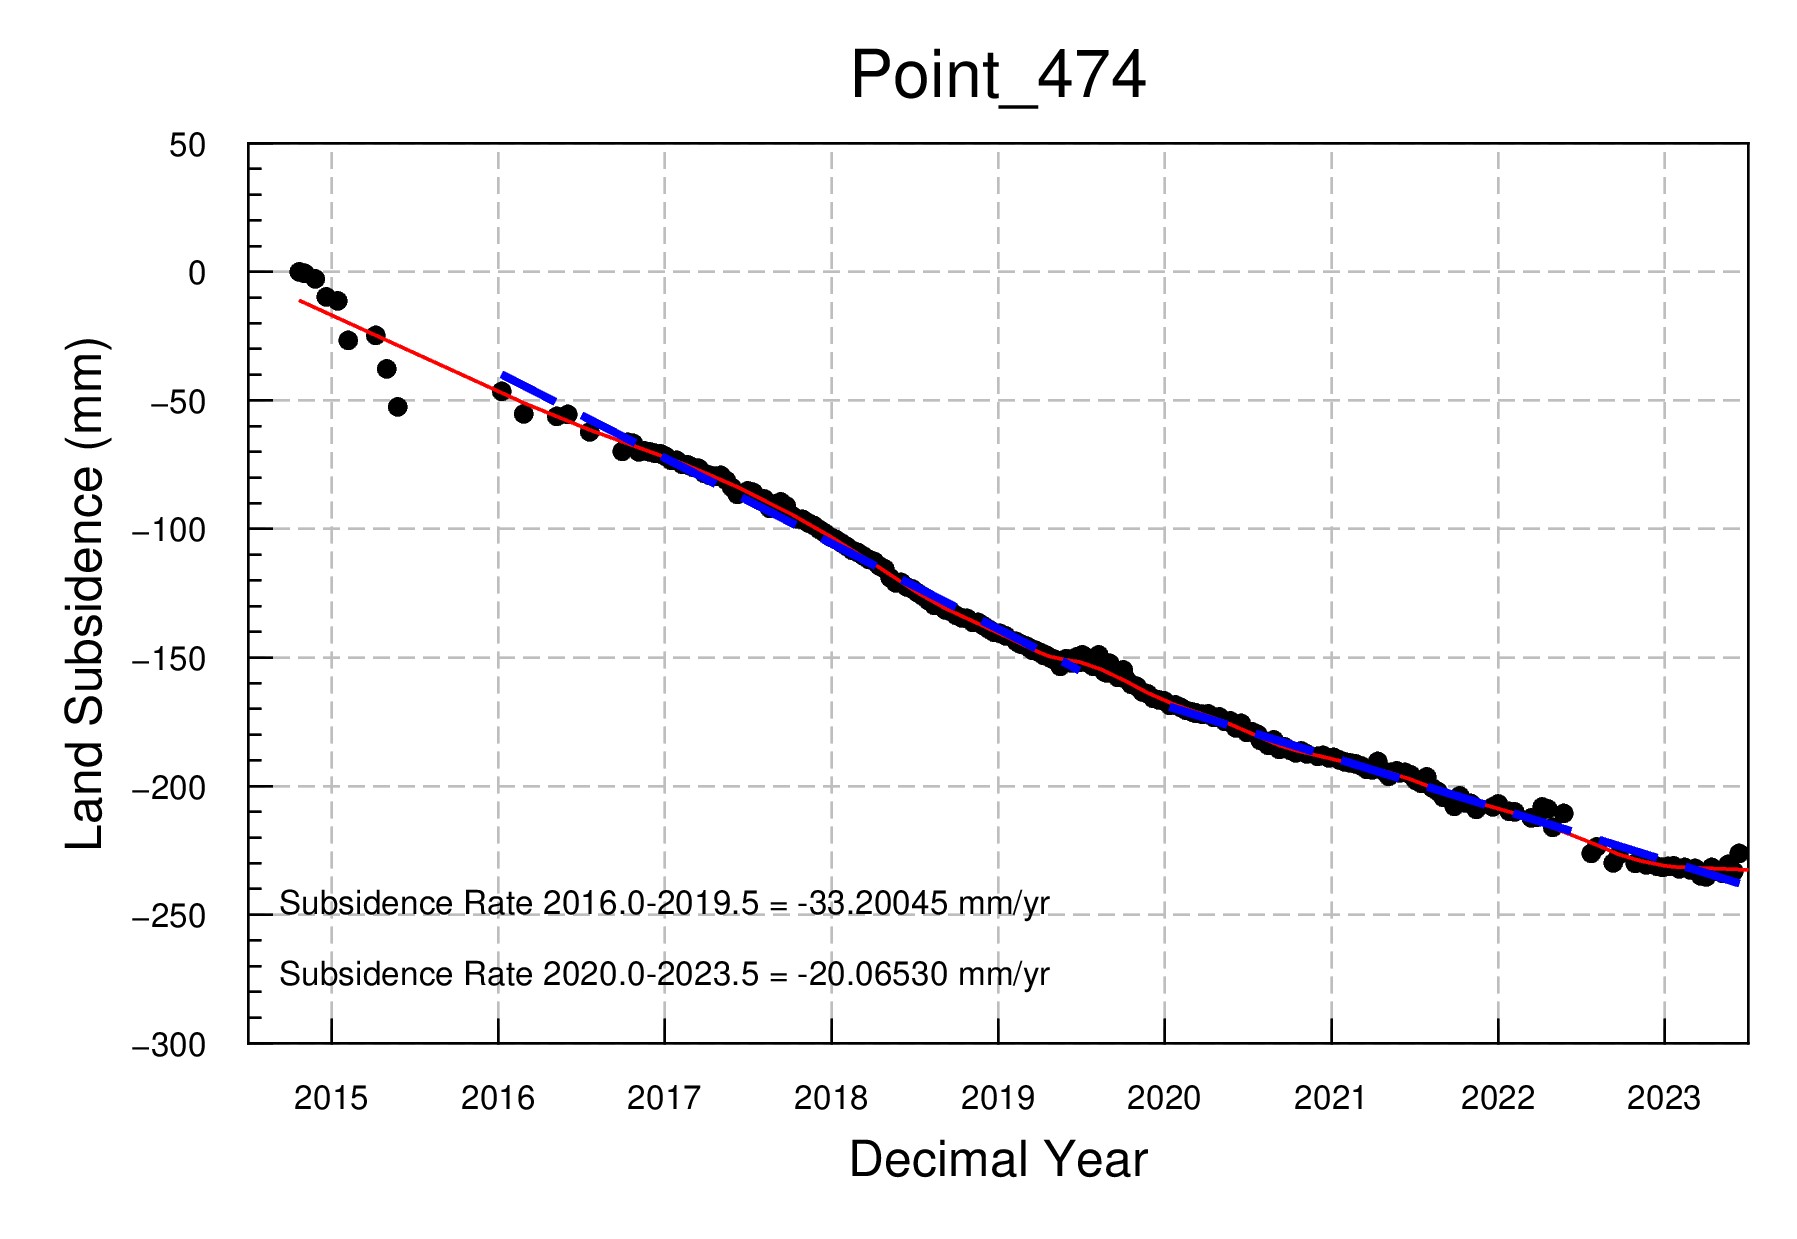 Point_474
50
0
−50
−100
−150
−200
−250
−300
Land Subsidence (mm)
Subsidence Rate 2016.0-2019.5 = -33.20045 mm/yr
Subsidence Rate 2020.0-2023.5 = -20.06530 mm/yr
2015 2016 2017 2018 2019 2020 2021 2022 2023
Decimal Year